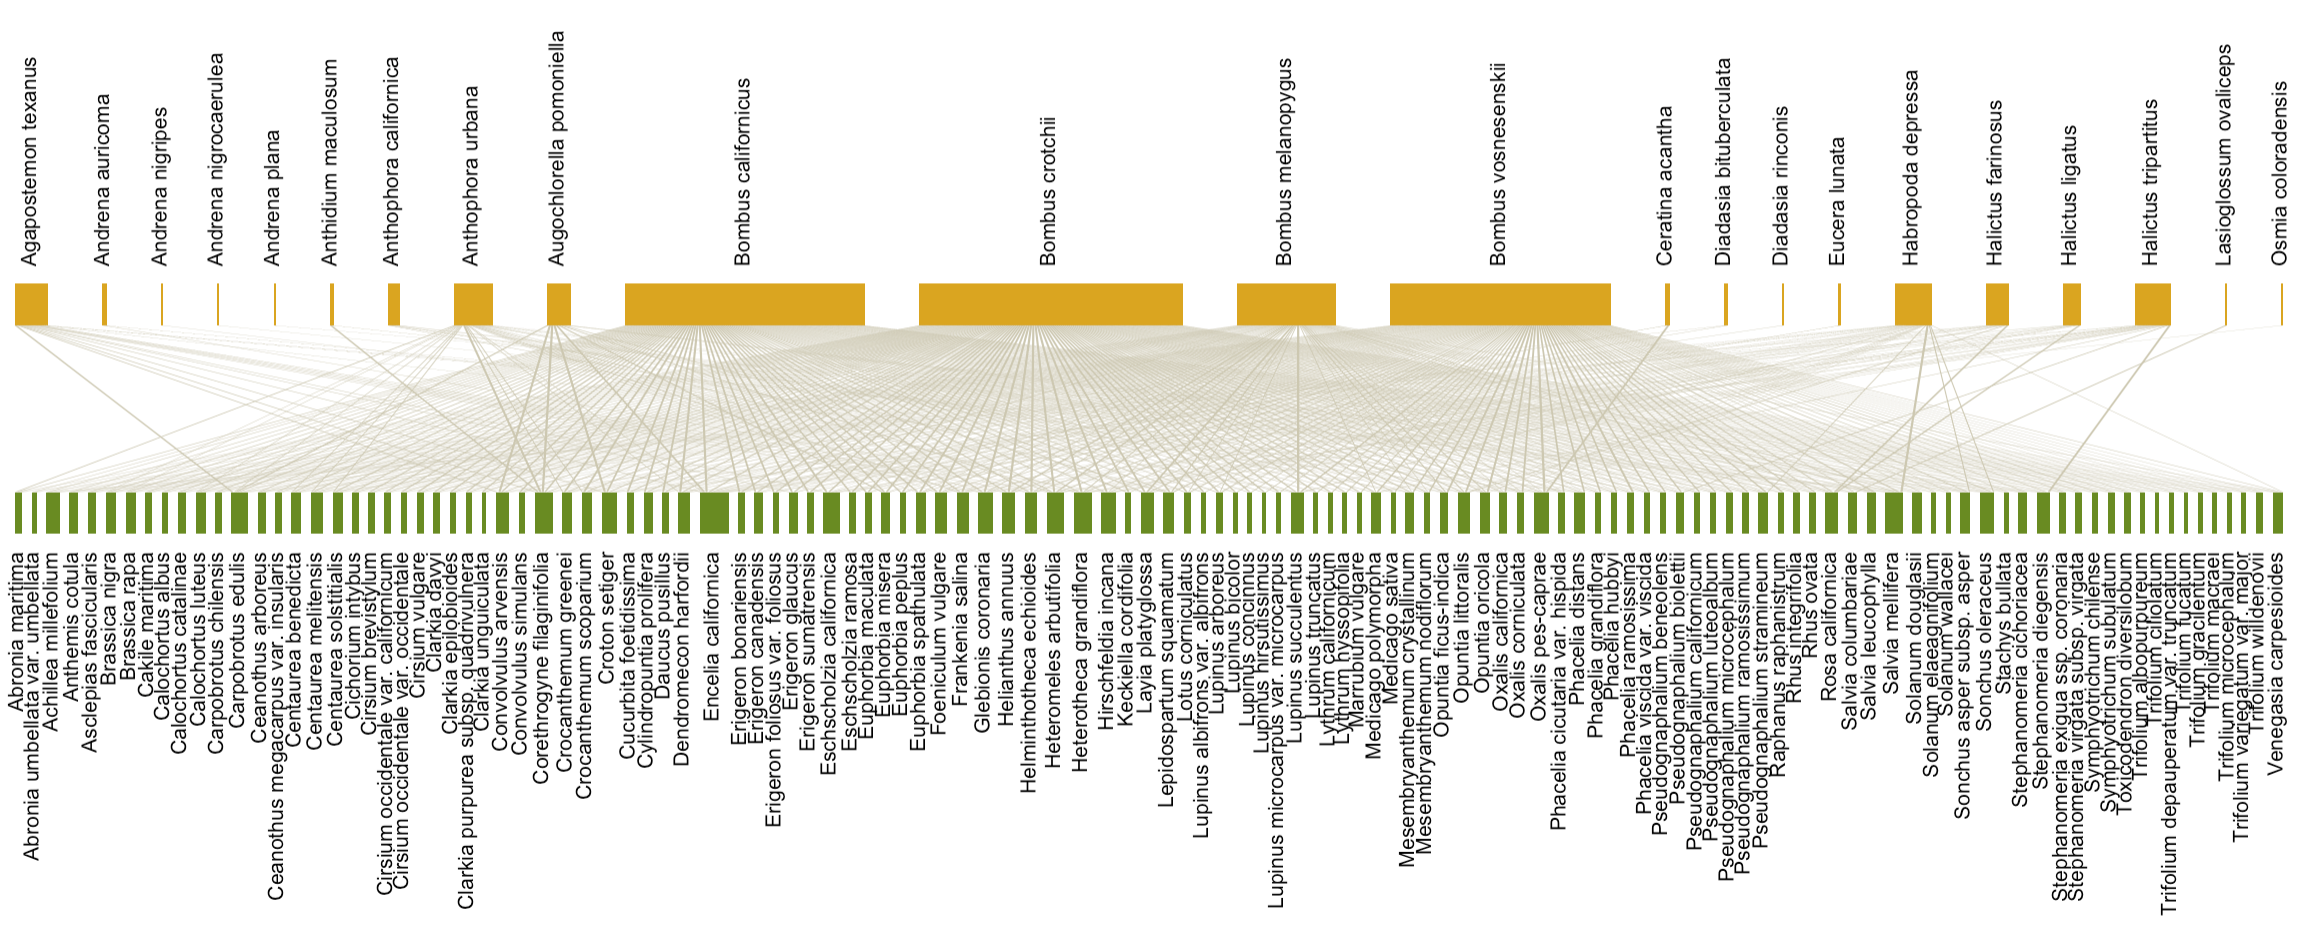 Agapostemon texanus
Andrena auricoma
Andrena nigripes
Andrena nigrocaerulea
Andrena plana
Anthidium maculosum
Anthophora californica
Anthophora urbana
Augochlorella pomoniella
Bombus californicus
Bombus crotchii
Bombus melanopygus
Bombus vosnesenskii
Ceratina acantha
Diadasia bituberculata
Diadasia rinconis
Eucera lunata
Habropoda depressa
Halictus farinosus
Halictus ligatus
Halictus tripartitus
Lasioglossum ovaliceps
Osmia coloradensis
Abronia maritima
Abronia umbellata var. umbellata
Achillea millefolium
Anthemis cotula
Asclepias fascicularis
Brassica nigra
Brassica rapa
Cakile maritima
Calochortus albus
Calochortus catalinae
Calochortus luteus
Carpobrotus chilensis
Carpobrotus edulis
Ceanothus arboreus
Ceanothus megacarpus var. insularis
Centaurea benedicta
Centaurea melitensis
Centaurea solstitialis
Cichorium intybus
Cirsium brevistylum
Cirsium occidentale var. californicum
Cirsium occidentale var. occidentale
Cirsium vulgare
Clarkia davyi
Clarkia epilobioides
Clarkia purpurea subsp. quadrivulnera
Clarkia unguiculata
Convolvulus arvensis
Convolvulus simulans
Corethrogyne filaginifolia
Crocanthemum greenei
Crocanthemum scoparium
Croton setiger
Cucurbita foetidissima
Cylindropuntia prolifera
Daucus pusillus
Dendromecon harfordii
Encelia californica
Erigeron bonariensis
Erigeron canadensis
Erigeron foliosus var. foliosus
Erigeron glaucus
Erigeron sumatrensis
Eschscholzia californica
Eschscholzia ramosa
Euphorbia maculata
Euphorbia misera
Euphorbia peplus
Euphorbia spathulata
Foeniculum vulgare
Frankenia salina
Glebionis coronaria
Helianthus annuus
Helminthotheca echioides
Heteromeles arbutifolia
Heterotheca grandiflora
Hirschfeldia incana
Keckiella cordifolia
Layia platyglossa
Lepidospartum squamatum
Lotus corniculatus
Lupinus albifrons var. albifrons
Lupinus arboreus
Lupinus bicolor
Lupinus concinnus
Lupinus hirsutissimus
Lupinus microcarpus var. microcarpus
Lupinus succulentus
Lupinus truncatus
Lythrum californicum
Lythrum hyssopifolia
Marrubium vulgare
Medicago polymorpha
Medicago sativa
Mesembryanthemum crystallinum
Mesembryanthemum nodiflorum
Opuntia ficus-indica
Opuntia littoralis
Opuntia oricola
Oxalis californica
Oxalis corniculata
Oxalis pes-caprae
Phacelia cicutaria var. hispida
Phacelia distans
Phacelia grandiflora
Phacelia hubbyi
Phacelia ramosissima
Phacelia viscida var. viscida
Pseudognaphalium beneolens
Pseudognaphalium biolettii
Pseudognaphalium californicum
Pseudognaphalium luteoalbum
Pseudognaphalium microcephalum
Pseudognaphalium ramosissimum
Pseudognaphalium stramineum
Raphanus raphanistrum
Rhus integrifolia
Rhus ovata
Rosa californica
Salvia columbariae
Salvia leucophylla
Salvia mellifera
Solanum douglasii
Solanum elaeagnifolium
Solanum wallacei
Sonchus asper subsp. asper
Sonchus oleraceus
Stachys bullata
Stephanomeria cichoriacea
Stephanomeria diegensis
Stephanomeria exigua ssp. coronaria
Stephanomeria virgata subsp. virgata
Symphyotrichum chilense
Symphyotrichum subulatum
Toxicodendron diversilobum
Trifolium albopurpureum
Trifolium ciliolatum
Trifolium depauperatum var. truncatum
Trifolium fucatum
Trifolium gracilentum
Trifolium macraei
Trifolium microcephalum
Trifolium variegatum var. major
Trifolium willdenovii
Venegasia carpesioides